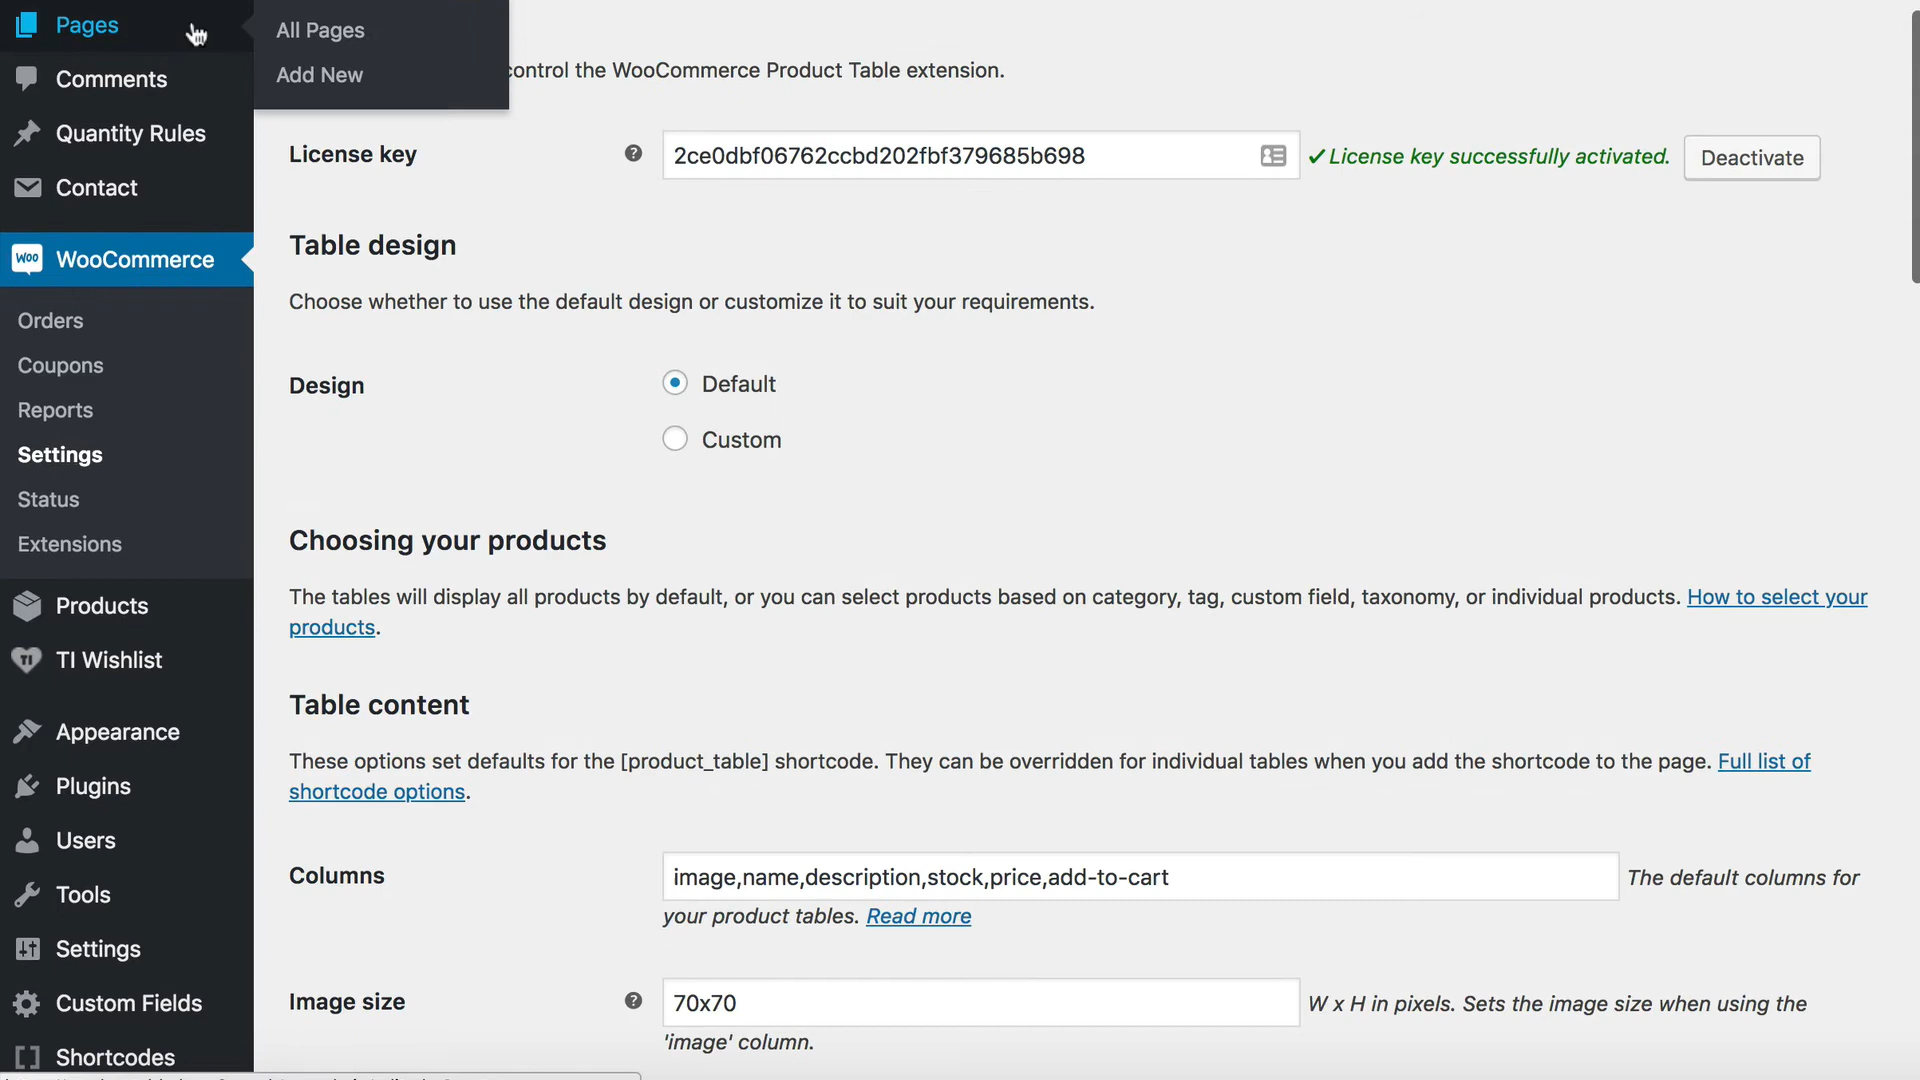 Pages
All Pages
Add New
Comments
control the WooCommerce Product Table extension.
Quantity Rules
License key
2ce0dbf06762ccbd202fbf379685b698
✓ License key successfully activated.
Deactivate
Contact
Table design
WooCommerce
Choose whether to use the default design or customize it to suit your requirements.
Orders
Coupons
Reports
Settings
Status
Extensions
Design
Default
Custom
Choosing your products
The tables will display all products by default, or you can select products based on category, tag, custom field, taxonomy, or individual products. How to select your
products.
Products
TI Wishlist
Table content
Appearance
These options set defaults for the [product_table] shortcode. They can be overridden for individual tables when you add the shortcode to the page. Full list of
shortcode options.
Plugins
Users
Columns
image,name,description,stock,price,add-to-cart
The default columns for
your product tables. Read more
Tools
Settings
Custom Fields
Image size
70x70
W x H in pixels. Sets the image size when using the
'image' column.
Shortcodes